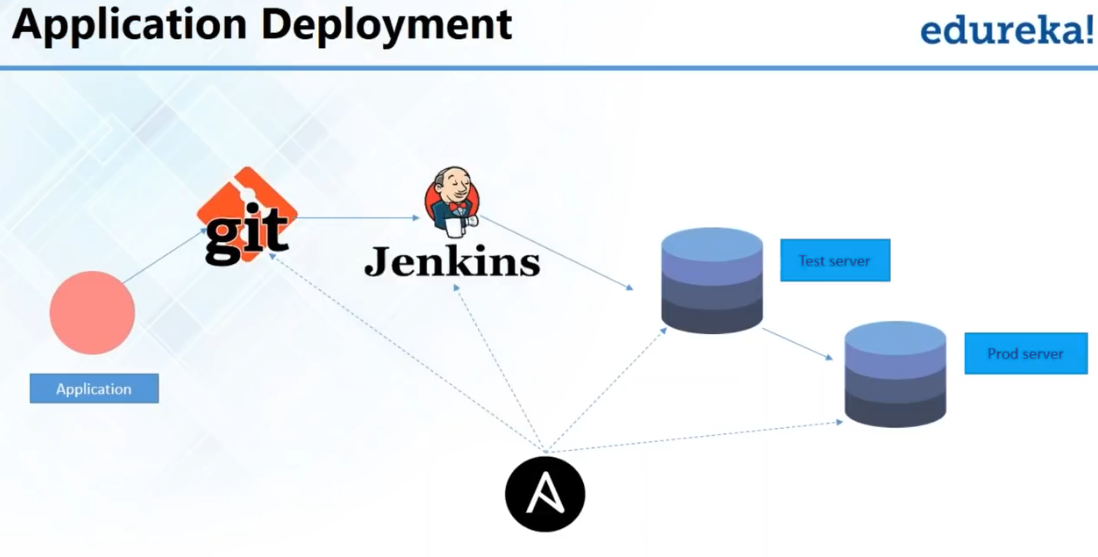 Application Deployment
edureka!
git
Jenkins
Test server
Prod server
Application